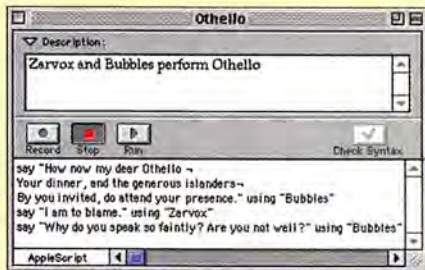 Othello
Description:
Zarvox and Bubbles perform Othello
Record Stop Run Check Syntax
say "How now my dear Othello ¬
Your dinner, and the generous islanders¬
By you invited, do attend your presence." using "Bubbles"
say "I am to blame." using "Zarvox"
say "Why do you speak so faintly? Are you not well?" using "Bubbles"
AppleScript